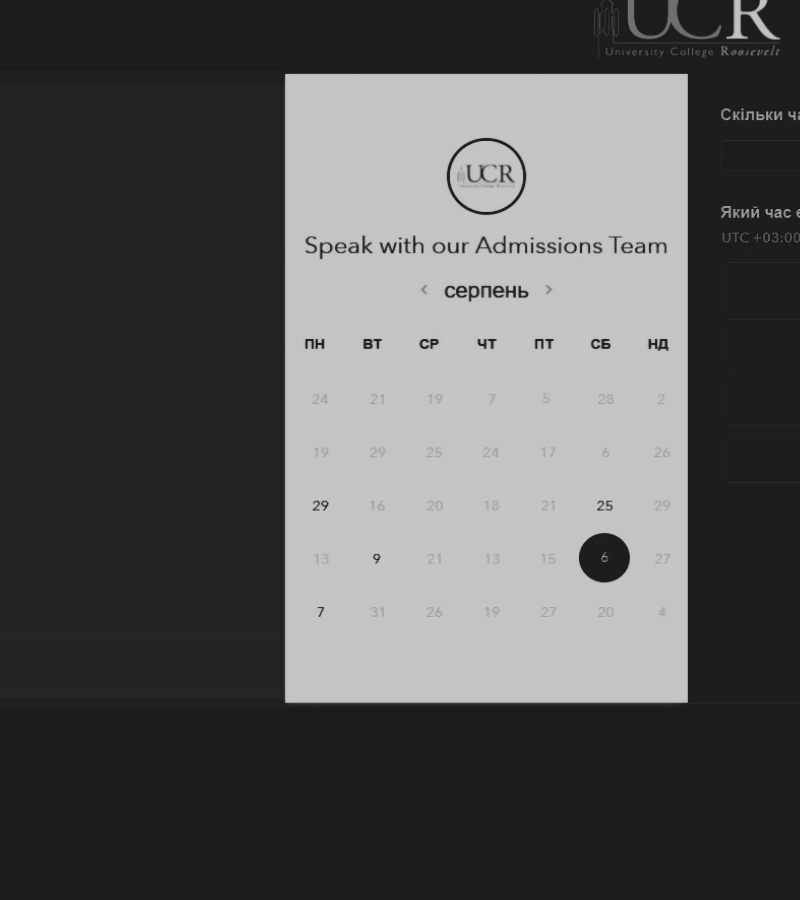 UCR
University College Roosevelt
Скільки ча
Який час є
UTC +03:00
UCR
University College Roosevelt
Speak with our Admissions Team
‹ серпень ›
ПН ВТ СР ЧТ ПТ СБ НД
24 21 19 7 5 28 2
19 29 25 24 17 6 26
29 16 20 18 21 25 29
13 9 21 13 15 6 27
7 31 26 19 27 20 4